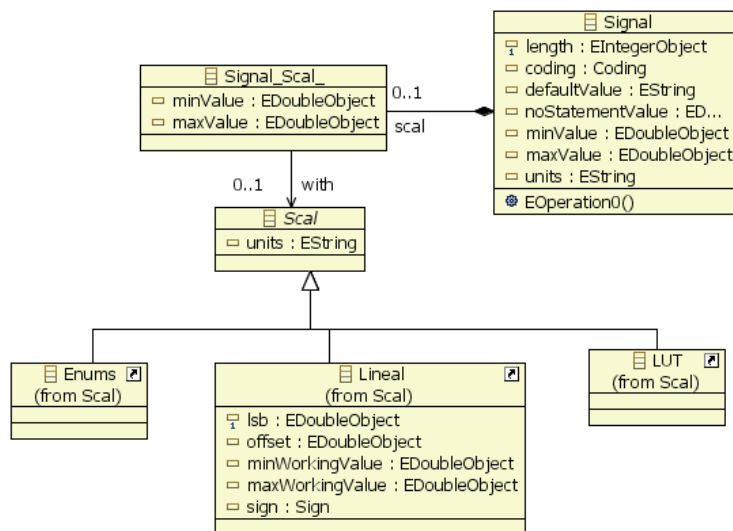 Signal
length : EIntegerObject
coding : Coding
defaultValue : EString
noStatementValue : ED...
minValue : EDoubleObject
maxValue : EDoubleObject
units : EString
EOperation0()
Signal_Scal_
minValue : EDoubleObject
maxValue : EDoubleObject
0..1
scal
0..1 with
Scal
units : EString
Enums
(from Scal)
Lineal
(from Scal)
1 lsb : EDoubleObject
offset : EDoubleObject
minWorkingValue : EDoubleObject
maxWorkingValue : EDoubleObject
sign : Sign
LUT
(from Scal)